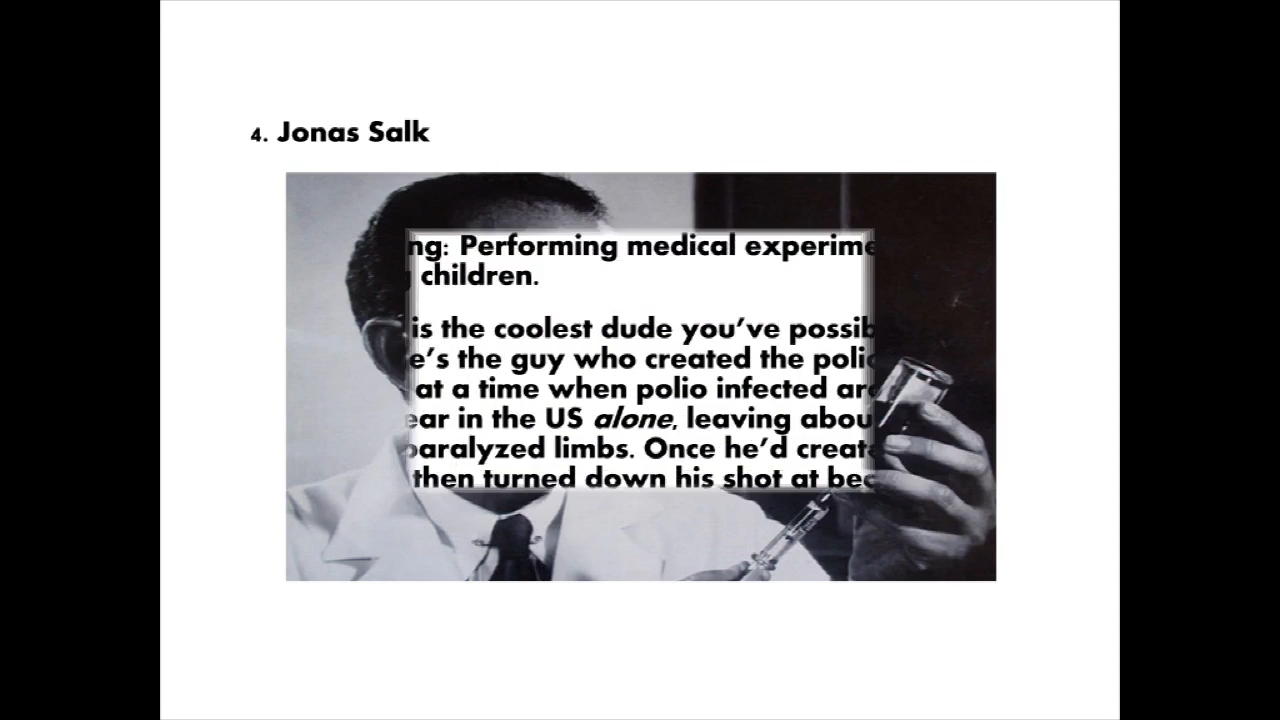 4. Jonas Salk
ng: Performing medical experime
children.
is the coolest dude you've possib
e's the guy who created the polio
at a time when polio infected are
ear in the US alone, leaving abou
paralyzed limbs. Once he'd create
then turned down his shot at bec